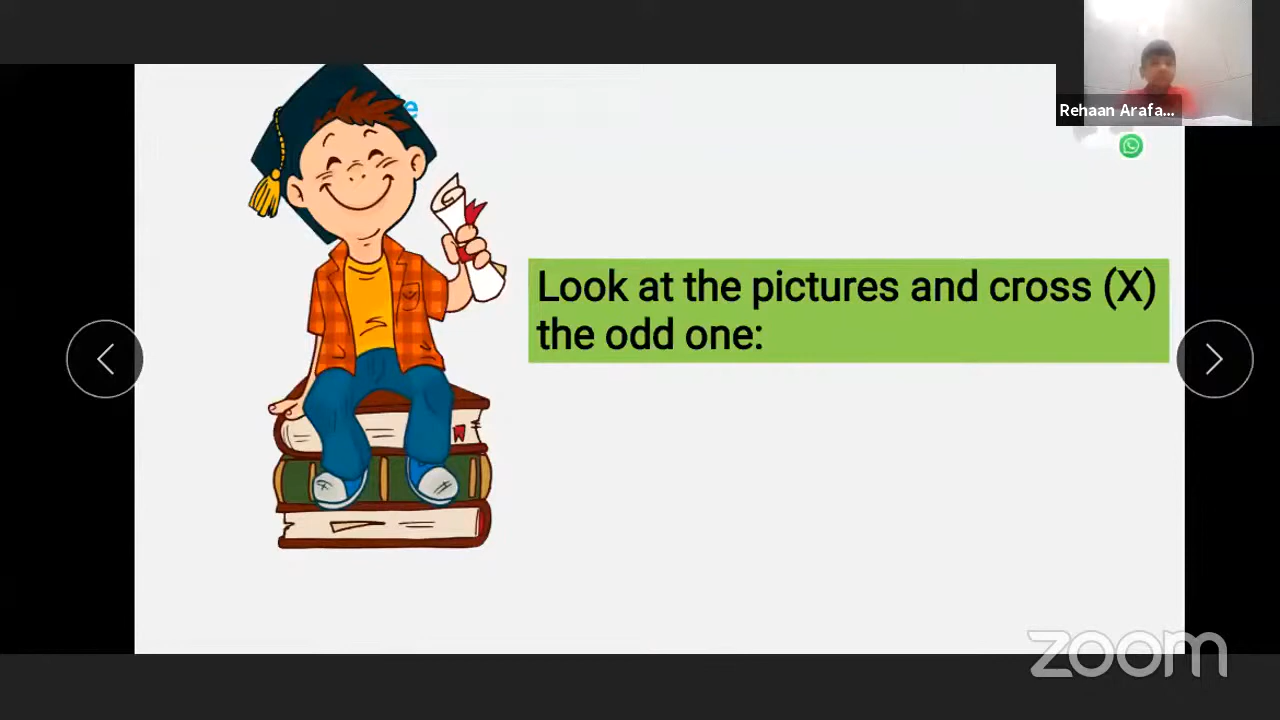 Rehaan Arafa...
Look at the pictures and cross (X)
the odd one:
zoom